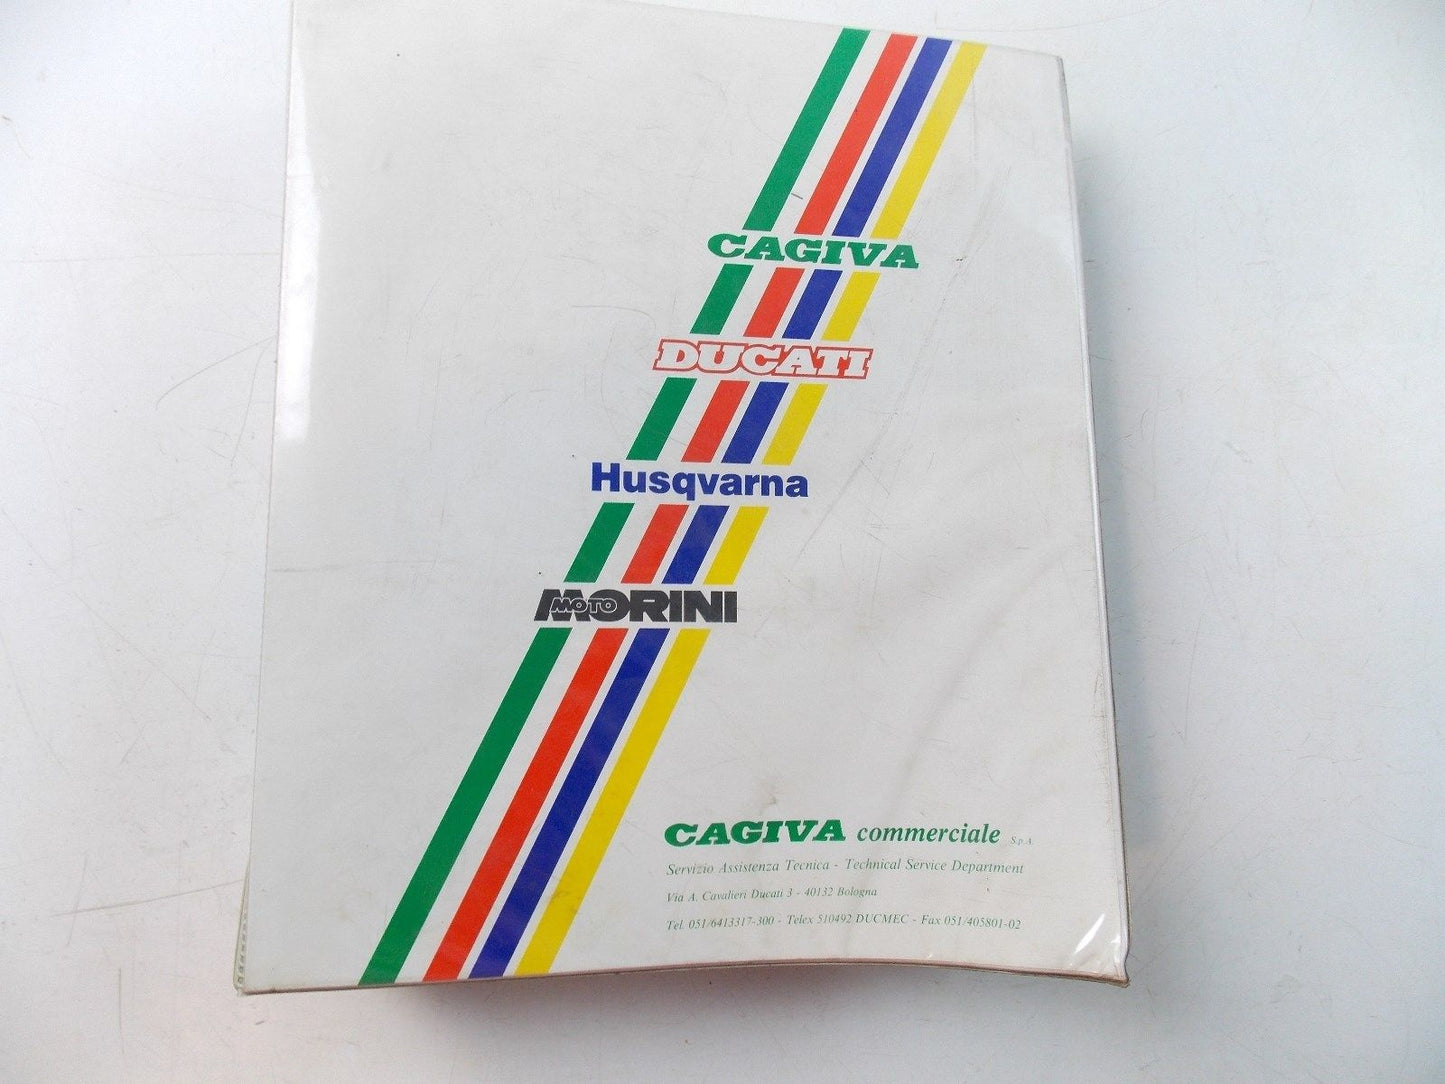 CAGIVA
DUCATI
Husqvarna
MOTO MORINI
CAGIVA commerciale S.p.A.
Servizio Assistenza Tecnica - Technical Service Department
Via A. Cavalieri Ducati 3 - 40132 Bologna
Tel. 051/6413317-300 - Telex 510492 DUCMEC - Fax 051/405801-02